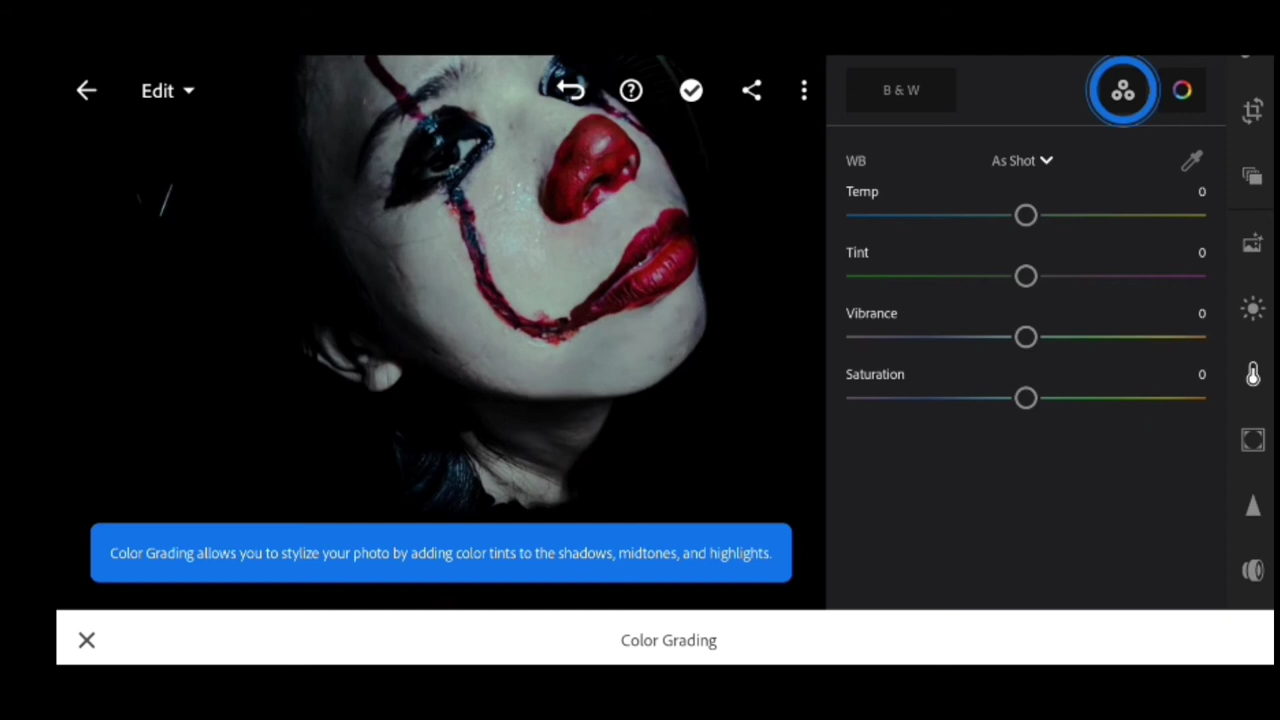 Edit
B & W
WB
As Shot
Temp
0
Tint
0
Vibrance
0
Saturation
0
Color Grading allows you to stylize your photo by adding color tints to the shadows, midtones, and highlights.
Color Grading